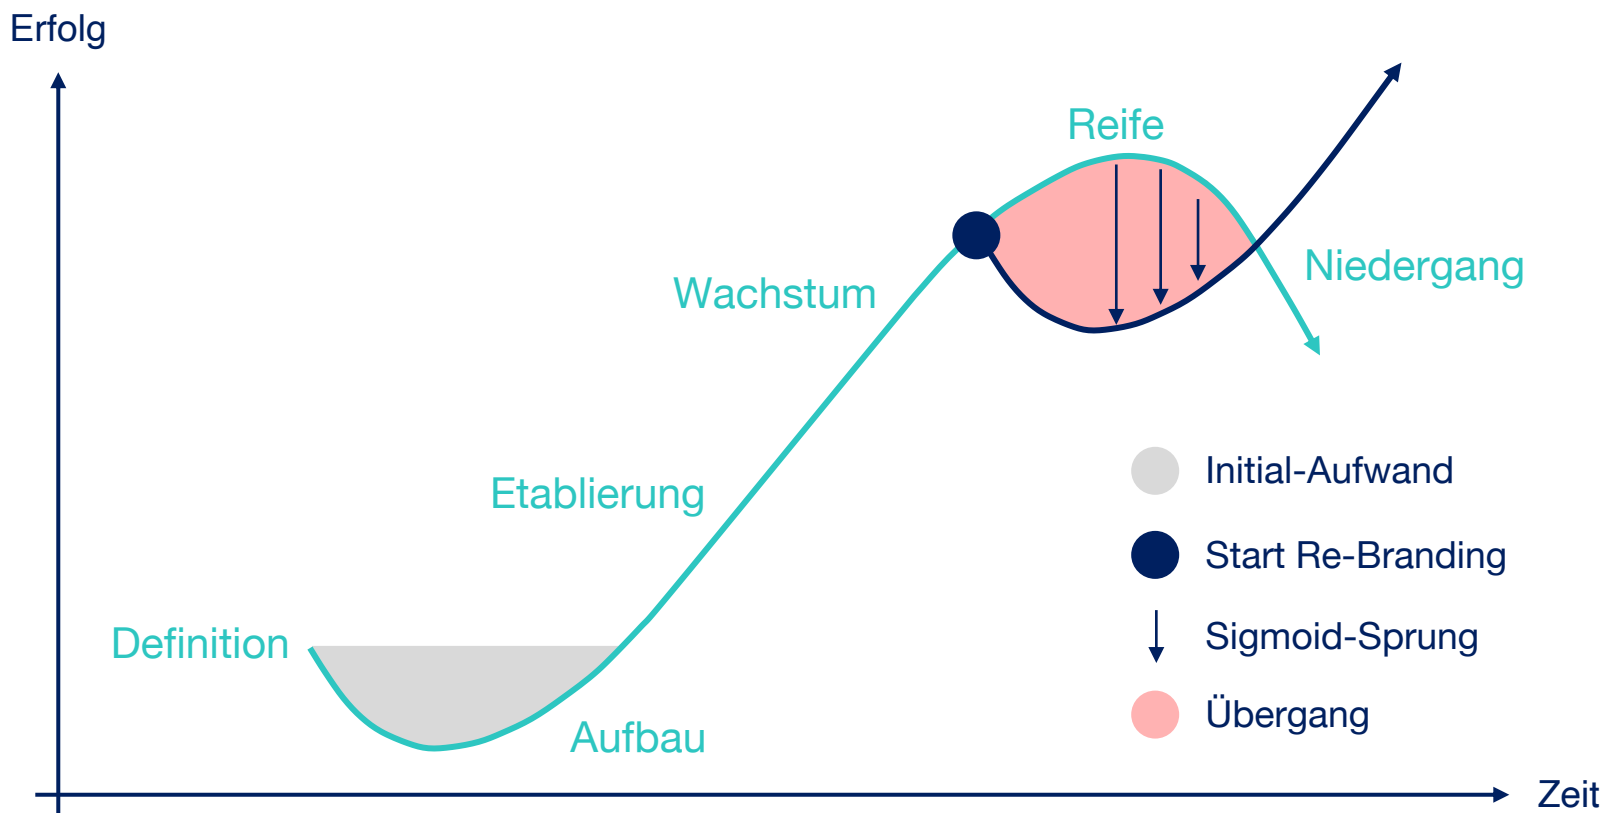 Erfolg
Reife
Niedergang
Wachstum
Etablierung
Definition
Aufbau
Initial-Aufwand
Start Re-Branding
Sigmoid-Sprung
Übergang
Zeit